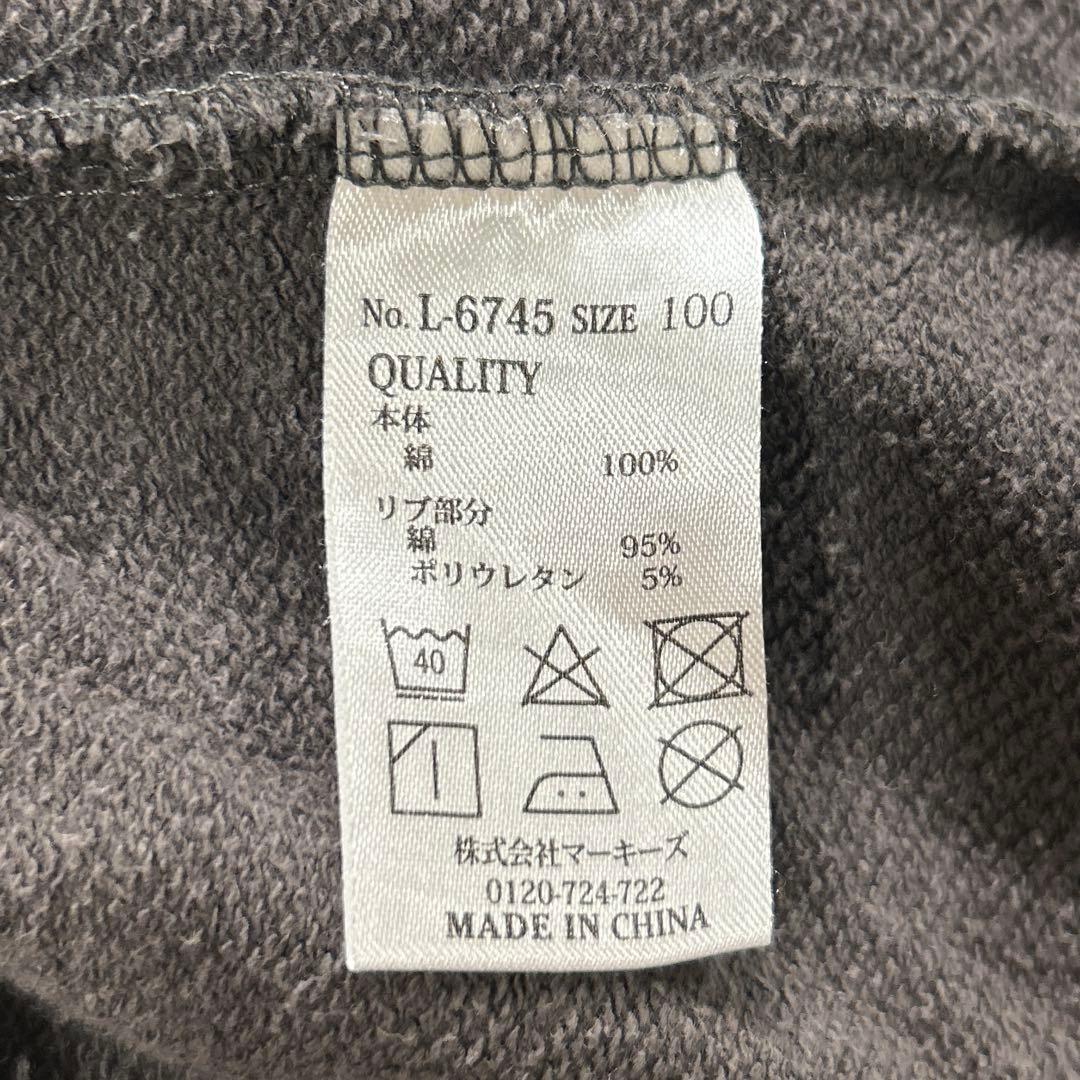 No. L-6745 SIZE 100
QUALITY
本体
綿 100%
リブ部分
綿 95%
ポリウレタン 5%
40
株式会社マーキーズ
0120-724-722
MADE IN CHINA